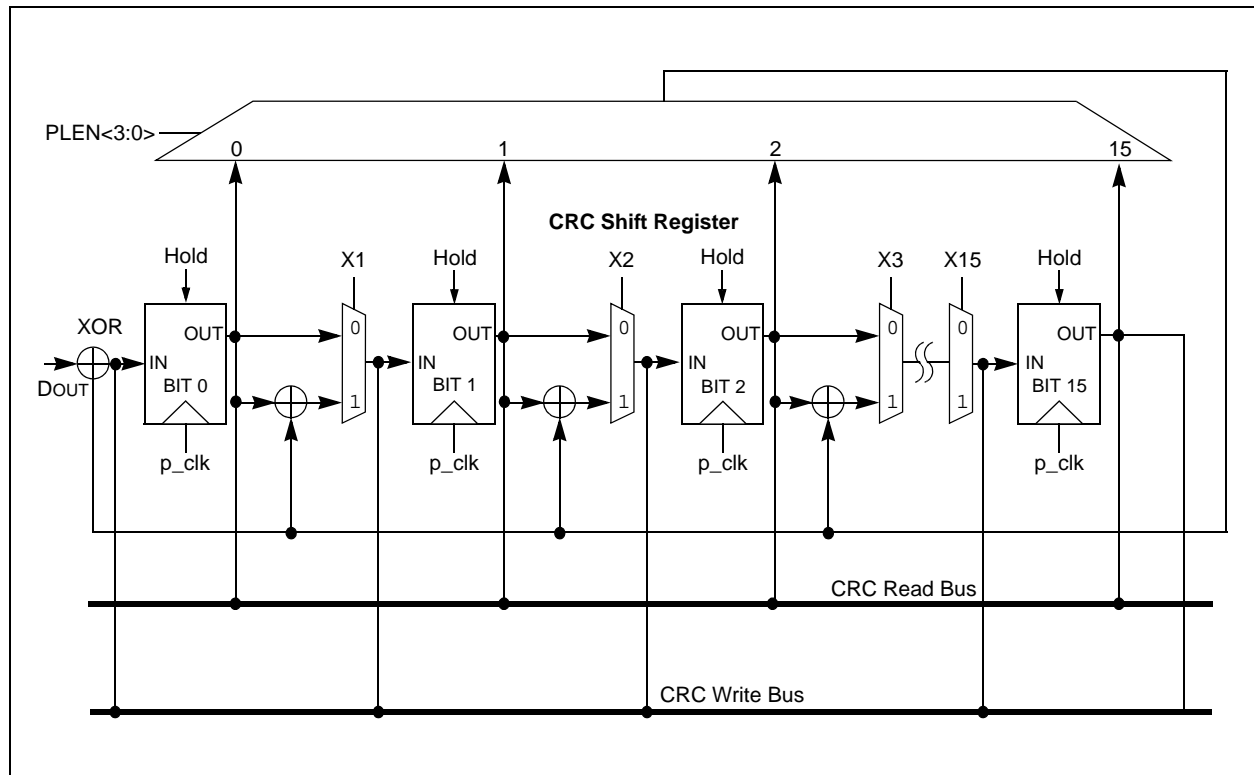 PLEN<3:0>
0 1 2 15
CRC Shift Register
Hold X1 Hold X2 Hold X3 X15 Hold
XOR OUT 0 OUT 0 OUT 0 0 OUT
DOUT IN IN IN IN
BIT 0 1 BIT 1 1 BIT 2 1 1 BIT 15
p_clk p_clk p_clk p_clk
CRC Read Bus
CRC Write Bus